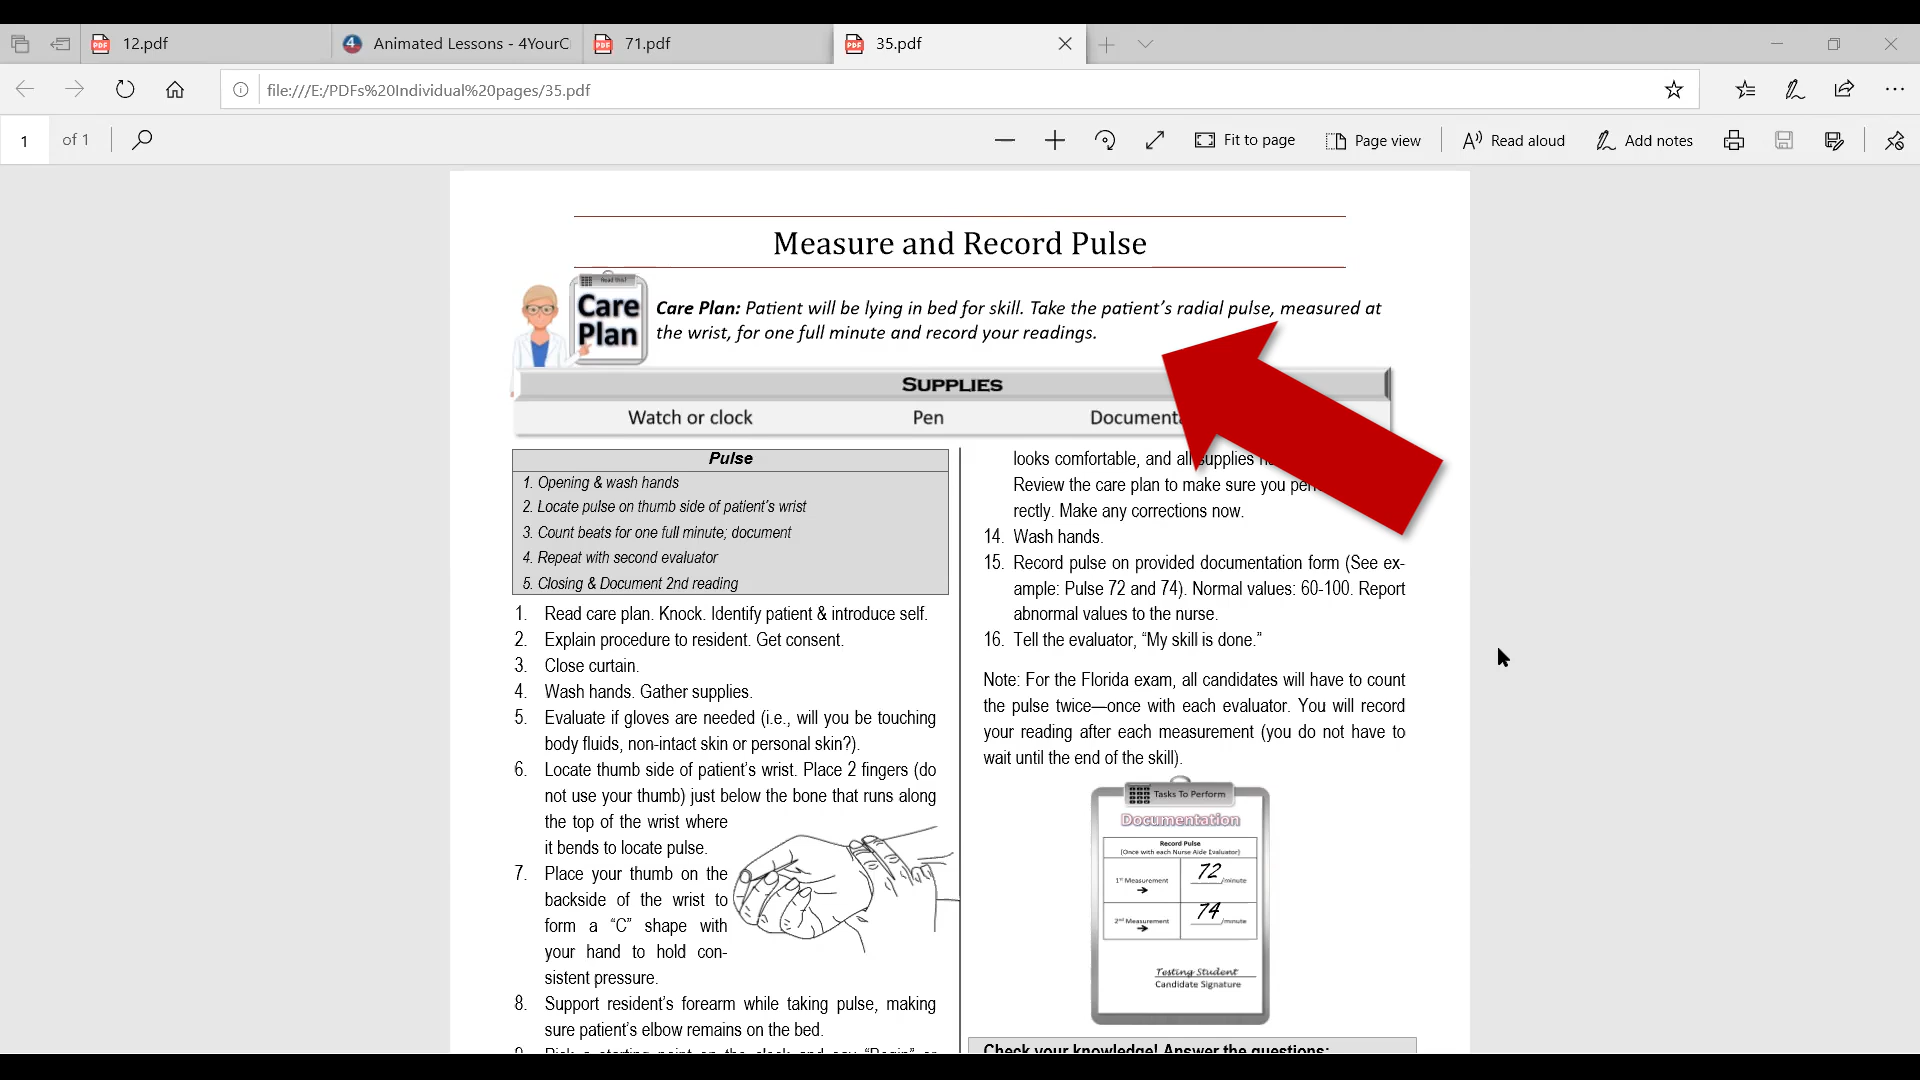 12.pdf
Animated Lessons - 4YourC
71.pdf
35.pdf
file:///E:/PDFs%20Individual%20pages/35.pdf
1 of 1
Fit to page
Page view
Read aloud
Add notes
Measure and Record Pulse
Read this!
Care
Plan
Care Plan: Patient will be lying in bed for skill. Take the patient's radial pulse, measured at
the wrist, for one full minute and record your readings.
SUPPLIES
Watch or clock Pen
Pulse
1. Opening & wash hands
2. Locate pulse on thumb side of patient's wrist
3. Count beats for one full minute; document
4. Repeat with second evaluator
5. Closing & Document 2nd reading
1. Read care plan. Knock. Identify patient & introduce self.
2. Explain procedure to resident. Get consent.
3. Close curtain.
4. Wash hands. Gather supplies.
5. Evaluate if gloves are needed (i.e., will you be touching
body fluids, non-intact skin or personal skin?).
6. Locate thumb side of patient's wrist. Place 2 fingers (do
not use your thumb) just below the bone that runs along
the top of the wrist where
it bends to locate pulse.
7. Place your thumb on the
backside of the wrist to
form a “C” shape with
your hand to hold con-
sistent pressure.
8. Support resident's forearm while taking pulse, making
sure patient's elbow remains on the bed.
looks comfortable, and all supplies
Review the care plan to make sure you
rectly. Make any corrections now.
14. Wash hands.
15. Record pulse on provided documentation form (See ex-
ample: Pulse 72 and 74). Normal values: 60-100. Report
abnormal values to the nurse.
16. Tell the evaluator, “My skill is done.”
Note: For the Florida exam, all candidates will have to count
the pulse twice—once with each evaluator. You will record
your reading after each measurement (you do not have to
wait until the end of the skill).
Tasks To Perform
Documentation
Record Pulse
(Once with each Nurse Aide Evaluator)
1st Measurement 72 /minute
2nd Measurement 74 /minute
Testing Student
Candidate Signature
Check your knowledge! Answer the questions: